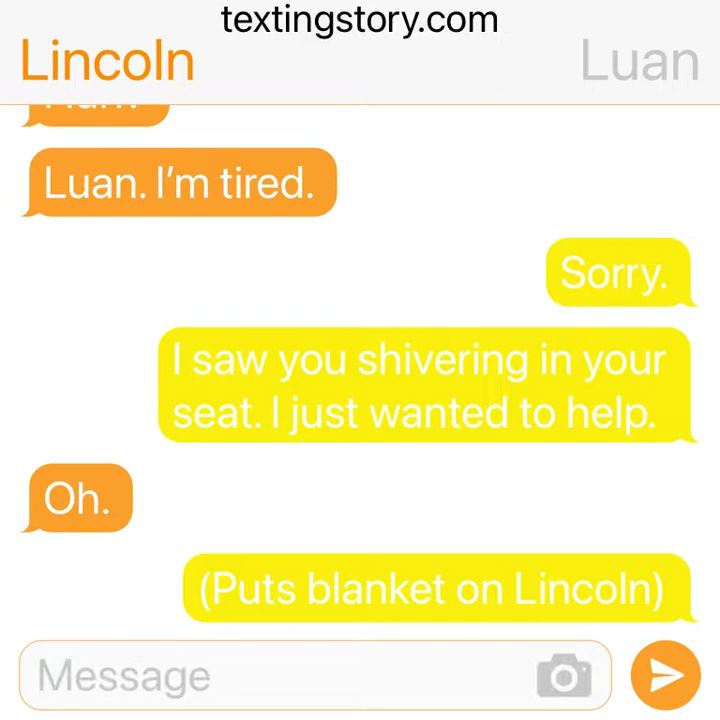 textingstory.com
Lincoln
Luan
Luan. I'm tired.
Sorry.
I saw you shivering in your
seat. I just wanted to help.
Oh.
(Puts blanket on Lincoln)
Message